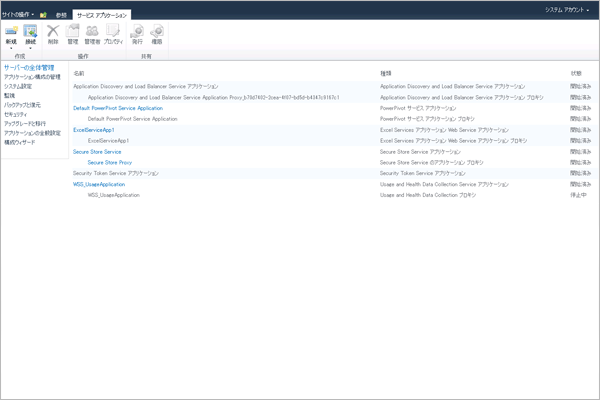 サイトの操作 参照 サービス アプリケーション システム アカウント
新規 接続 削除 管理 管理者 プロパティ 発行 権限
作成 操作 共有
サーバーの全体管理
アプリケーション構成の管理
システム設定
監視
バックアップと復元
セキュリティ
アップグレードと移行
アプリケーションの全般設定
構成ウィザード
名前 種類 状態
Application Discovery and Load Balancer Service アプリケーション Application Discovery and Load Balancer Service アプリケーション 開始済み
Application Discovery and Load Balancer Service Application Discovery and Load Balancer Service アプリケーション プロキシ 開始済み
Default PowerPivot Service Application PowerPivot サービス アプリケーション 開始済み
Default PowerPivot Service Application PowerPivot サービス アプリケーション プロキシ 開始済み
ExcelServiceApp1 Excel Services アプリケーション Web Service アプリケーション 開始済み
ExcelServiceApp1 Excel Services アプリケーション Web Service アプリケーション プロキシ 開始済み
Secure Store Service Secure Store Service アプリケーション 開始済み
Secure Store Proxy Secure Store Service のアプリケーション プロキシ 開始済み
Security Token Service アプリケーション Security Token Service アプリケーション 開始済み
WSS_UsageApplication Usage and Health Data Collection Service アプリケーション 開始済み
WSS_UsageApplication Usage and Health Data Collection プロキシ 停止中